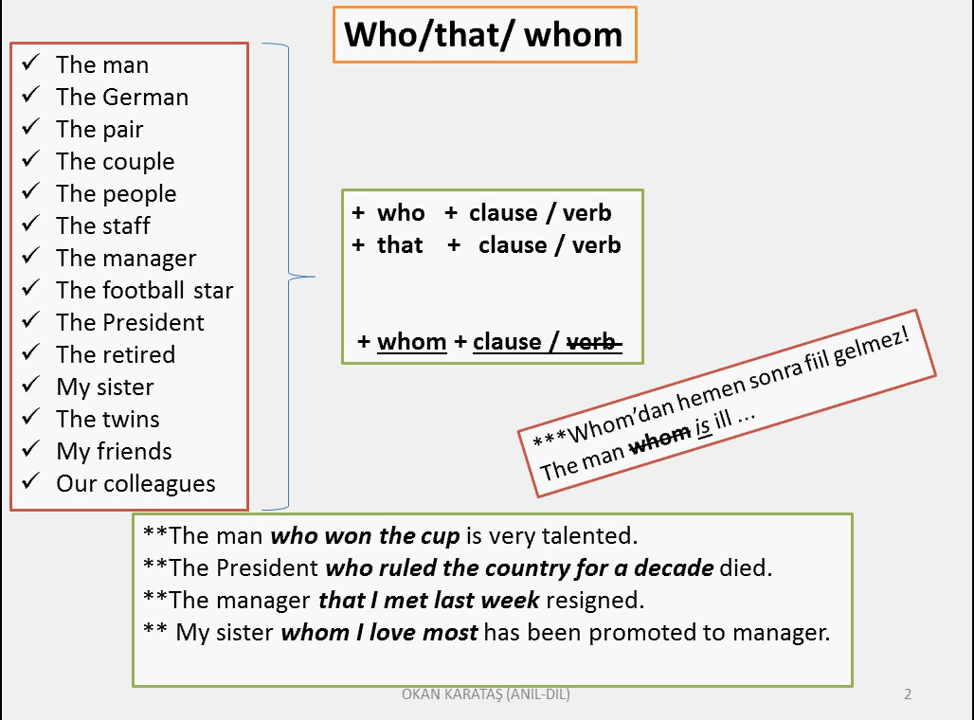 Who/that/ whom
✓ The man
✓ The German
✓ The pair
✓ The couple
✓ The people
✓ The staff
✓ The manager
✓ The football star
✓ The President
✓ The retired
✓ My sister
✓ The twins
✓ My friends
✓ Our colleagues
+ who + clause / verb
+ that + clause / verb
+ whom + clause / verb
***Whom'dan hemen sonra fiil gelmez!
The man whom is ill ...
**The man who won the cup is very talented.
**The President who ruled the country for a decade died.
**The manager that I met last week resigned.
** My sister whom I love most has been promoted to manager.
OKAN KARATAŞ (ANIL-DIL)
2